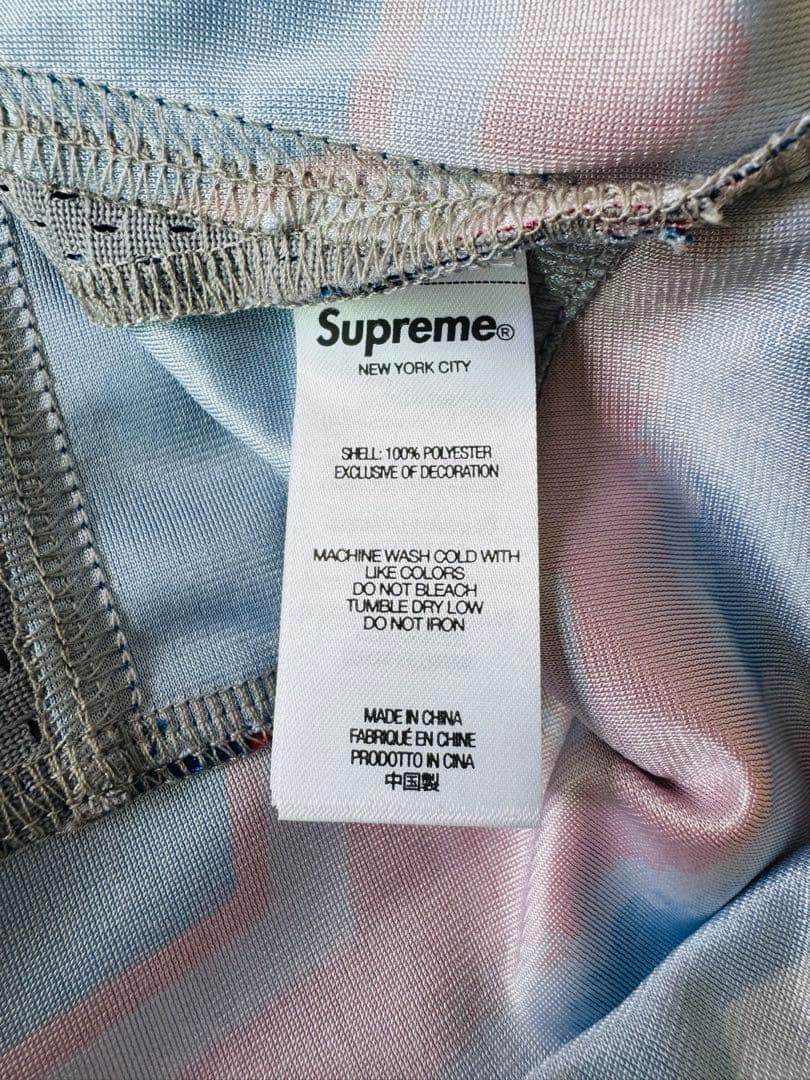 Supreme®
NEW YORK CITY
SHELL: 100% POLYESTER
EXCLUSIVE OF DECORATION
MACHINE WASH COLD WITH
LIKE COLORS
DO NOT BLEACH
TUMBLE DRY LOW
DO NOT IRON
MADE IN CHINA
FABRIQUÉ EN CHINE
PRODOTTO IN CINA
中国製